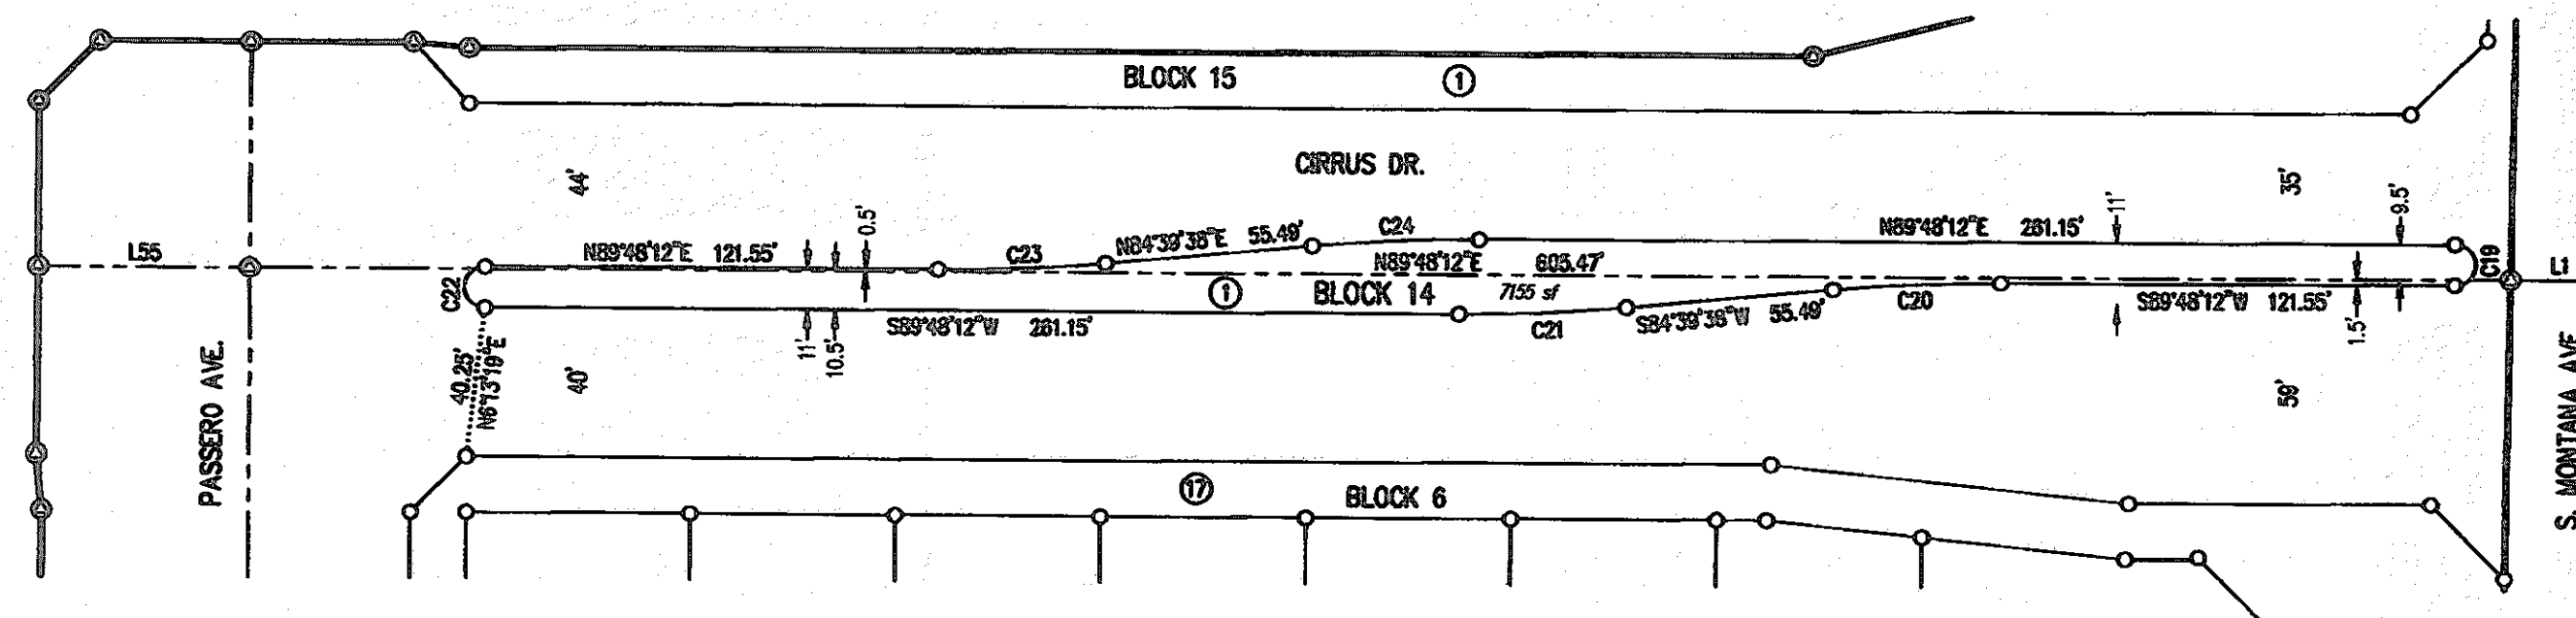 BLOCK 15 1
CIRRUS DR.
44'
35'
0.5'
11'
9.5'
L55
N89°48'12"E 121.55'
C23
N84°39'38"E 55.49'
C24
N89°48'12"E 261.15'
C19
L1
N89°48'12"E 605.47'
C22
1
BLOCK 14
7155 sf
S89°48'12"W 261.15'
C21
S84°39'38"W 55.49'
C20
S89°48'12"W 121.55'
11'
10.5'
1.5'
PASSERO AVE.
40.25'
N6°13'19"E
40'
59'
S. MONTANA AVE
17
BLOCK 6